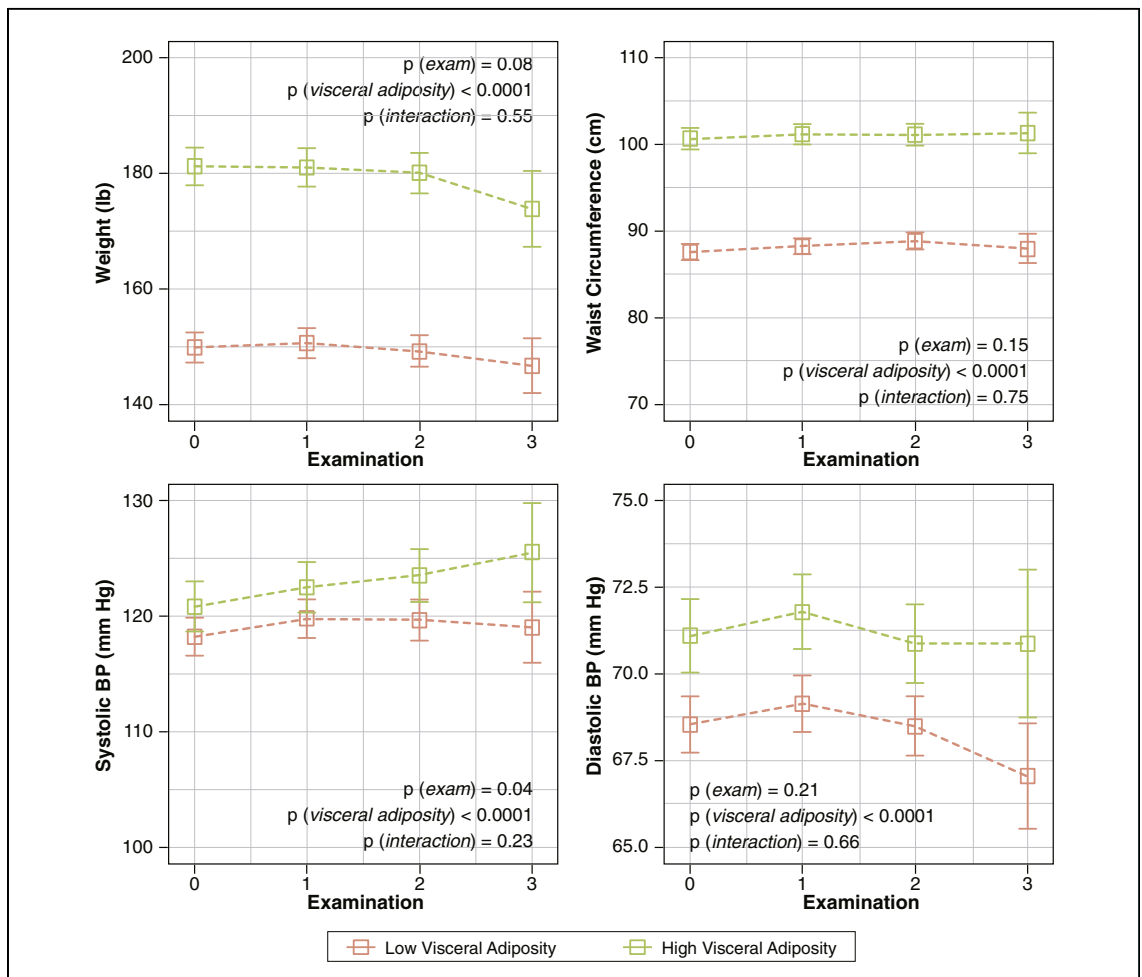 200
180
160
140
Weight (lb)
p (exam) = 0.08
p (visceral adiposity) < 0.0001
p (interaction) = 0.55
0 1 2 3
Examination
110
100
90
80
70
Waist Circumference (cm)
p (exam) = 0.15
p (visceral adiposity) < 0.0001
p (interaction) = 0.75
0 1 2 3
Examination
130
120
110
100
Systolic BP (mm Hg)
p (exam) = 0.04
p (visceral adiposity) < 0.0001
p (interaction) = 0.23
0 1 2 3
Examination
75.0
72.5
70.0
67.5
65.0
Diastolic BP (mm Hg)
p (exam) = 0.21
p (visceral adiposity) < 0.0001
p (interaction) = 0.66
0 1 2 3
Examination
Low Visceral Adiposity High Visceral Adiposity